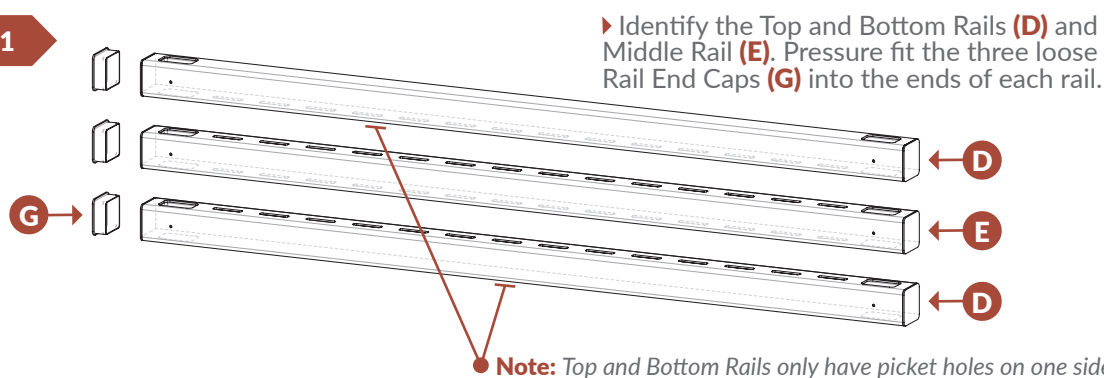 1
Identify the Top and Bottom Rails (D) and
Middle Rail (E). Pressure fit the three loose
Rail End Caps (G) into the ends of each rail.
D
G
E
D
Note: Top and Bottom Rails only have picket holes on one side